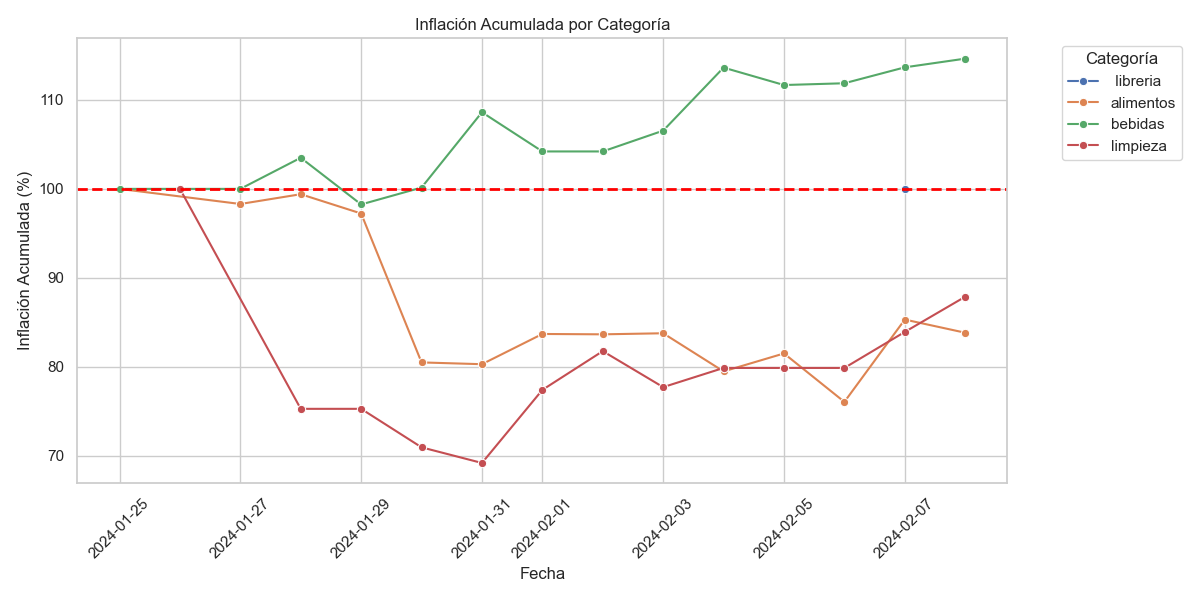 Inflación Acumulada por Categoría
Inflación Acumulada (%)
110
100
90
80
70
2024-01-25
2024-01-27
2024-01-29
2024-01-31
2024-02-01
2024-02-03
2024-02-05
2024-02-07
Fecha
Categoría
libreria
alimentos
bebidas
limpieza